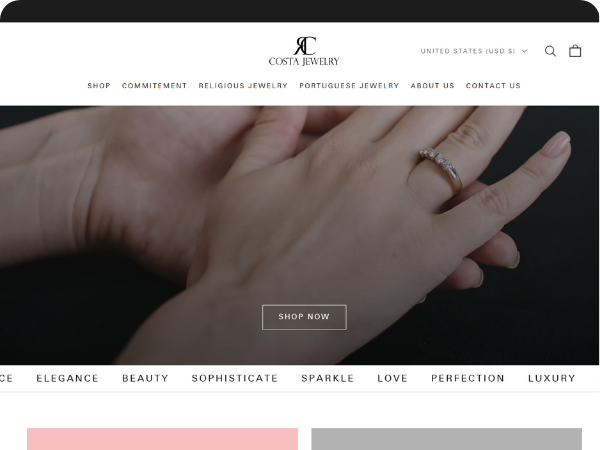 RC
COSTA JEWELRY
UNITED STATES (USD $)
SHOP COMMITEMENT RELIGIOUS JEWELRY PORTUGUESE JEWELRY ABOUT US CONTACT US
SHOP NOW
CE ELEGANCE BEAUTY SOPHISTICATE SPARKLE LOVE PERFECTION LUXURY